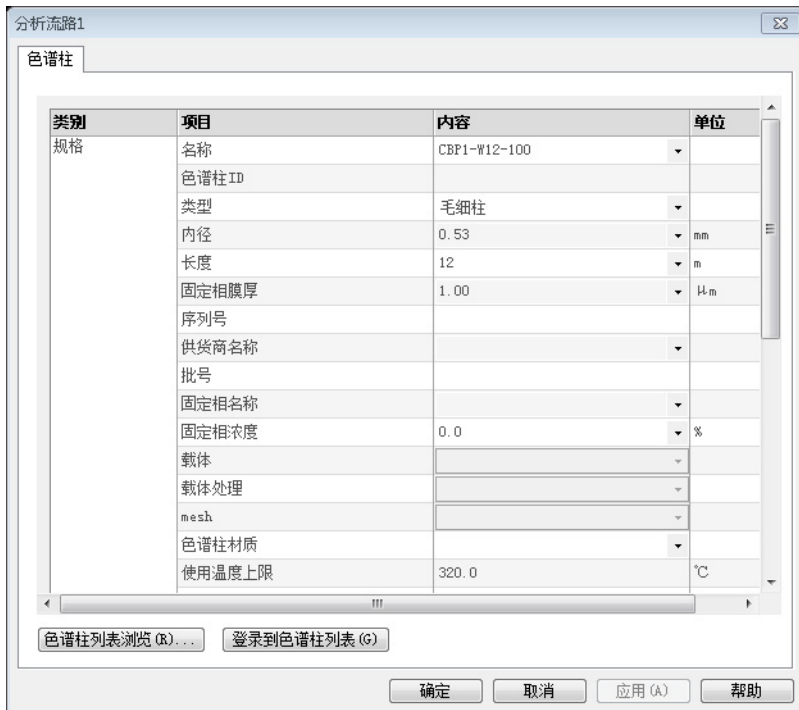 分析流路1
色谱柱
类别 项目 内容 单位
规格 名称 CBP1-W12-100
色谱柱ID
类型 毛细柱
内径 0.53 mm
长度 12 m
固定相膜厚 1.00 μm
序列号
供货商名称
批号
固定相名称
固定相浓度 0.0 %
载体
载体处理
mesh
色谱柱材质
使用温度上限 320.0 ℃
色谱柱列表浏览(R)... 登录到色谱柱列表(G)
确定 取消 应用(A) 帮助